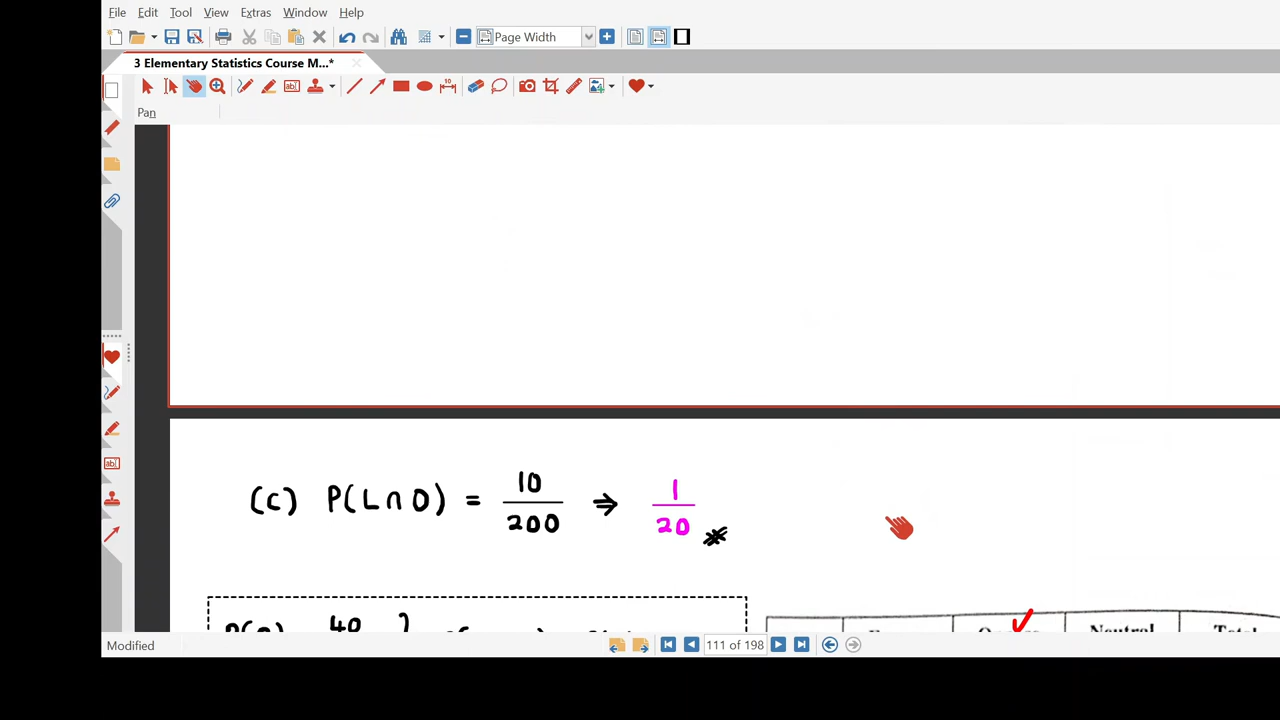 File Edit Tool View Extras Window Help
Page Width
3 Elementary Statistics Course M...*
Pan
(c) P(L∩O) = 10/200 ⇒ 1/20 *
40
Neutral
Total
Modified
111 of 198